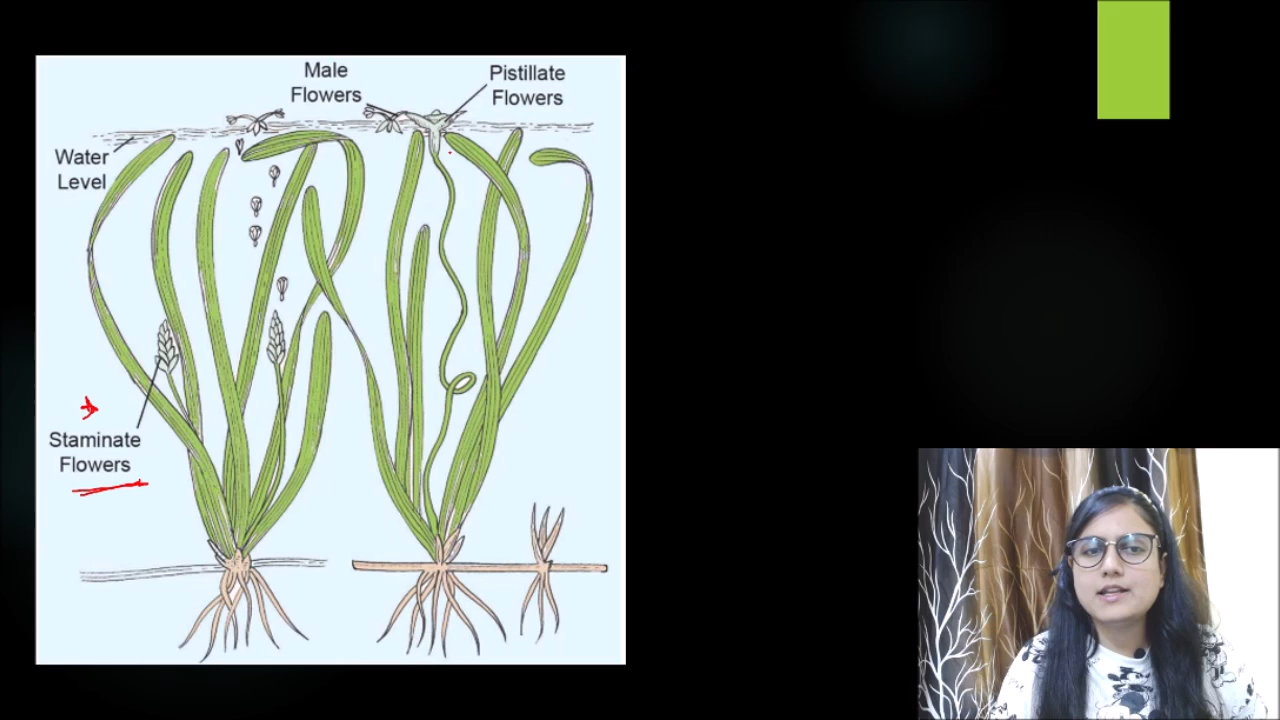 Male
Flowers
Pistillate
Flowers
Water
Level
Staminate
Flowers